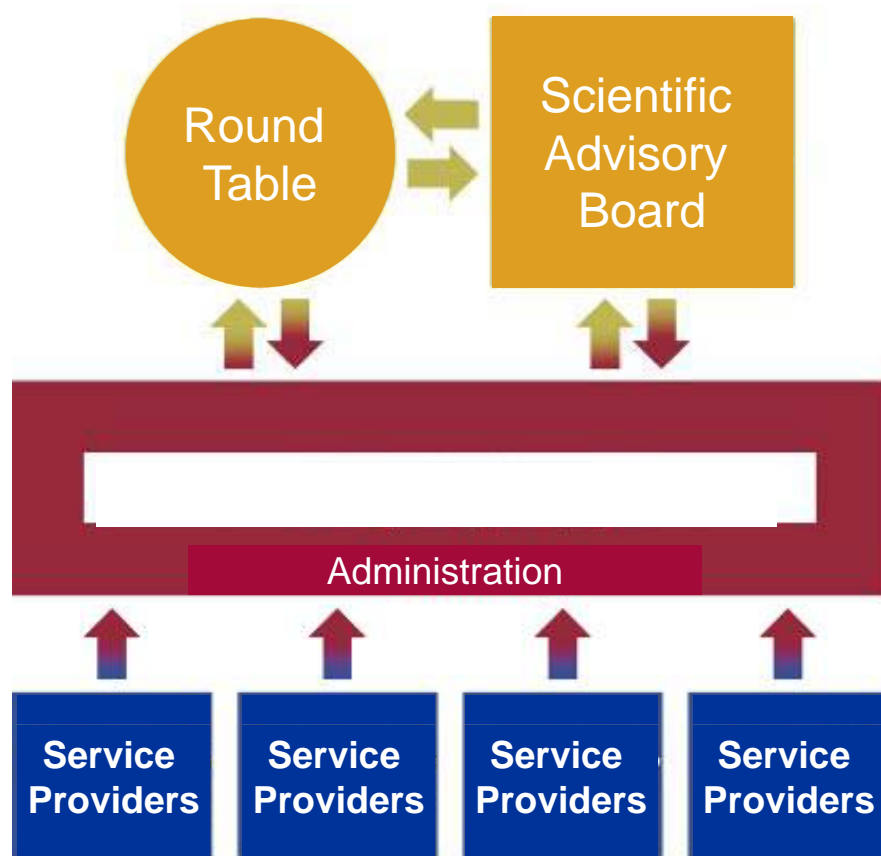 Round
Table
Scientific
Advisory
Board
Administration
Service
Providers
Service
Providers
Service
Providers
Service
Providers